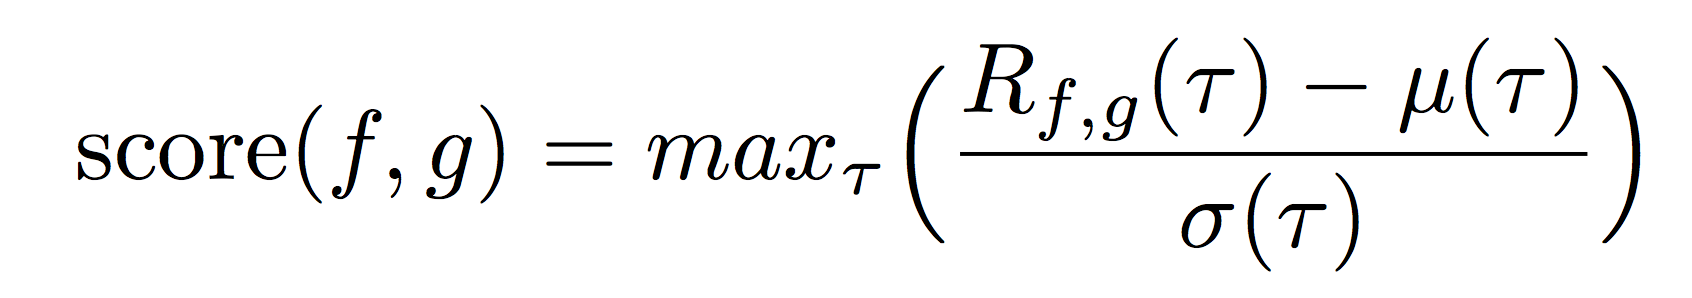 score(f, g) = max_τ ( (R_{f,g}(τ) − μ(τ)) / σ(τ) )